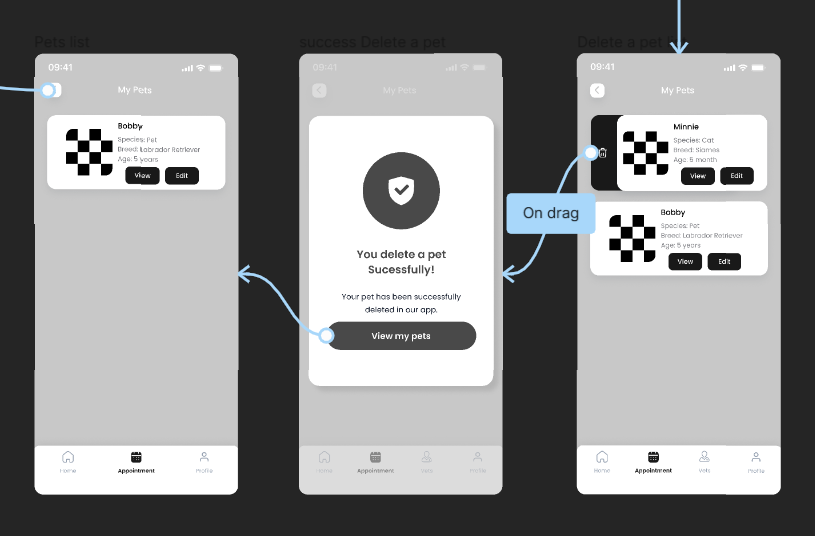 Pets list
09:41
My Pets
Bobby
Species: Pet
Breed: Labrador Retriever
Age: 5 years
View
Edit
Home
Appointment
Profile
success Delete a pet
09:41
My Pets
You delete a pet
Sucessfully!
Your pet has been successfully
deleted in our app.
View my pets
Home
Appointment
Vets
Profile
On drag
Delete a pet
09:41
My Pets
Minnie
Species: Cat
Breed: Siames
Age: 6 month
View
Edit
Bobby
Species: Pet
Breed: Labrador Retriever
Age: 5 years
View
Edit
Home
Appointment
Vets
Profile